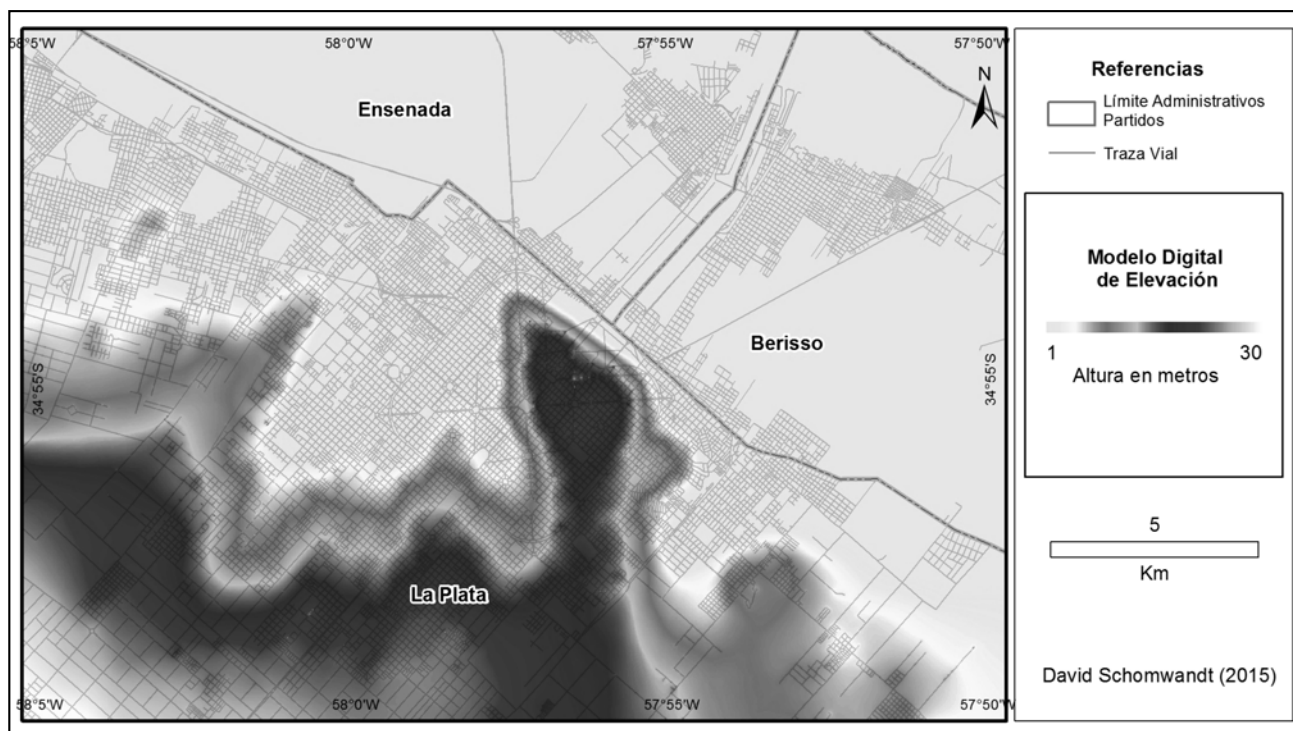 58°5'W
58°0'W
57°55'W
57°50'W
Ensenada
N
Berisso
34°55'S
34°55'S
La Plata
58°5'W
58°0'W
57°55'W
57°50'W
Referencias
Límite Administrativos
Partidos
Traza Vial
Modelo Digital
de Elevación
1 30
Altura en metros
5
Km
David Schomwandt (2015)